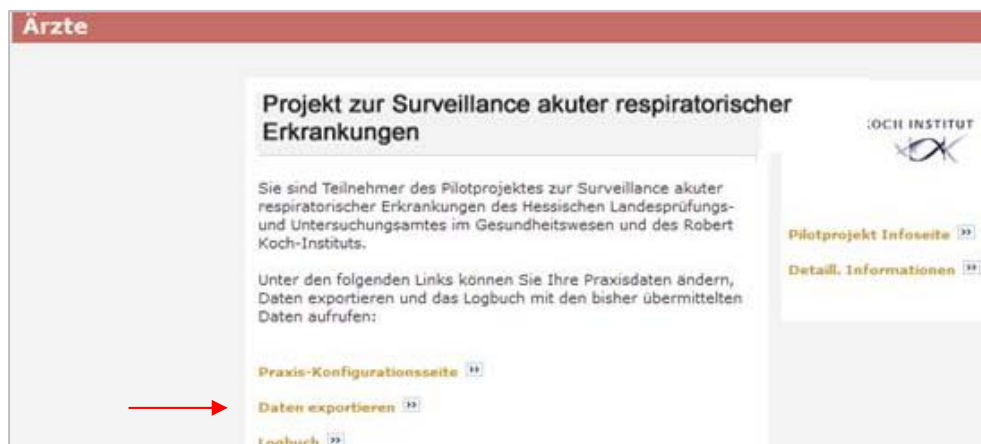 Ärzte
Projekt zur Surveillance akuter respiratorischer
Erkrankungen
KOCH INSTITUT
Sie sind Teilnehmer des Pilotprojektes zur Surveillance akuter
respiratorischer Erkrankungen des Hessischen Landesprüfungs-
und Untersuchungsamtes im Gesundheitswesen und des Robert
Koch-Instituts.
Unter den folgenden Links können Sie Ihre Praxisdaten ändern,
Daten exportieren und das Logbuch mit den bisher übermittelten
Daten aufrufen:
Praxis-Konfigurationsseite
Daten exportieren
Logbuch
Pilotprojekt Infoseite
Detaill. Informationen